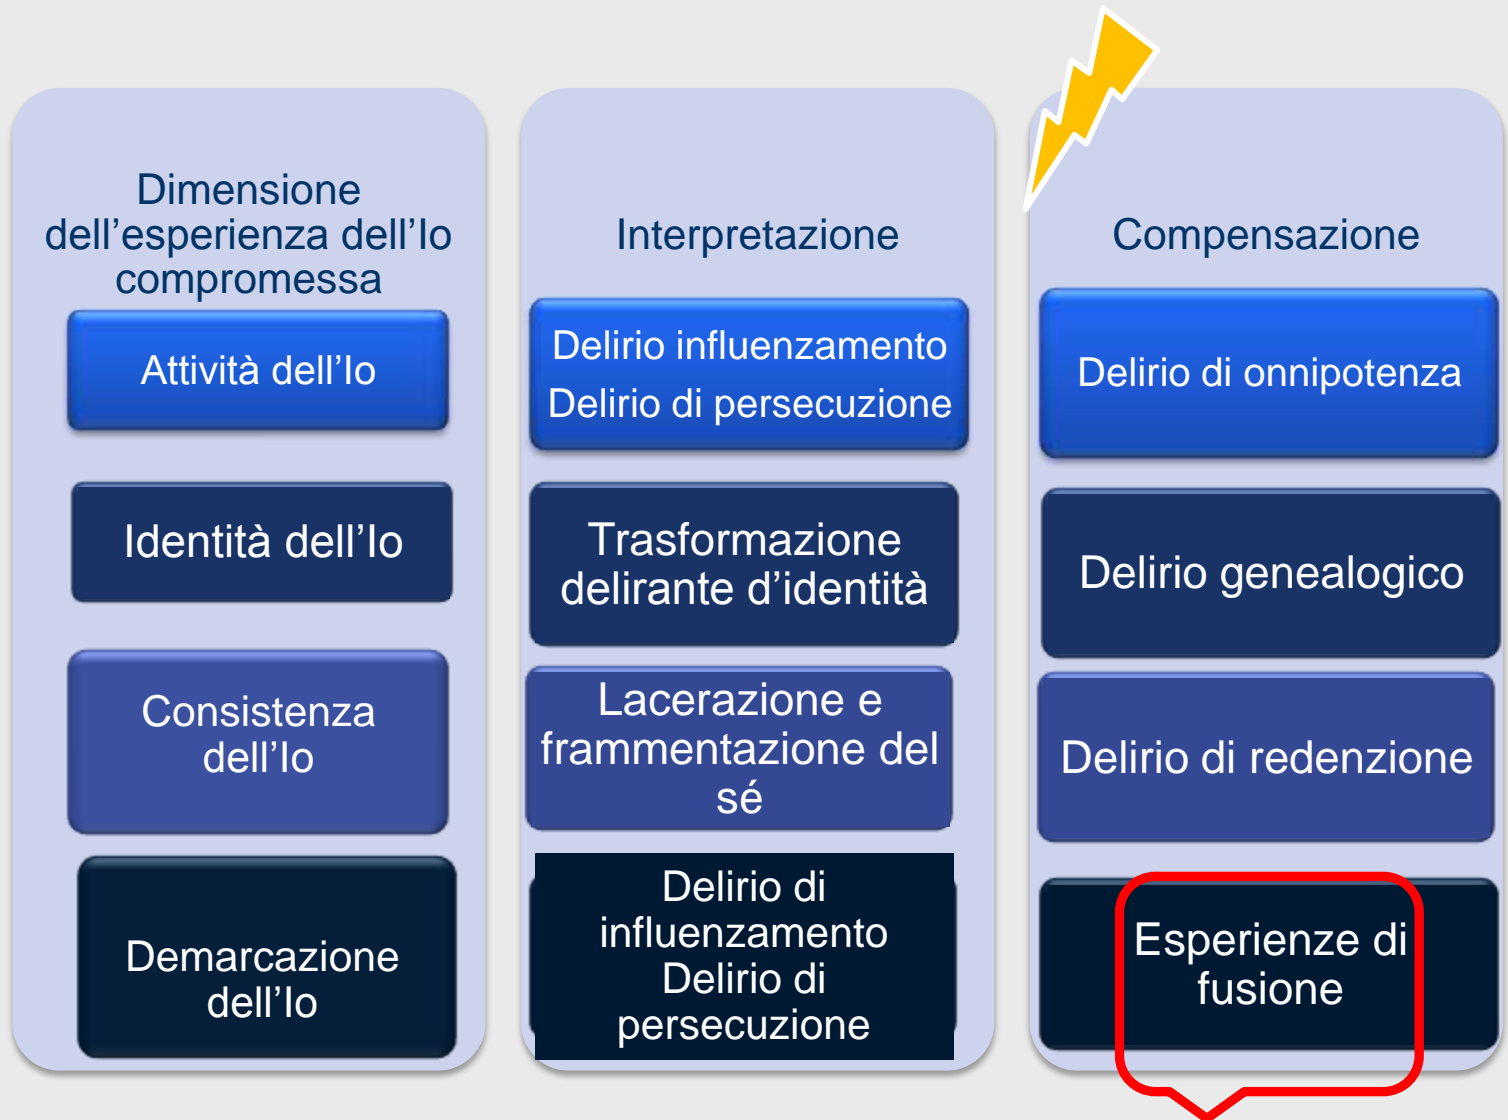 Dimensione
dell’esperienza dell’Io
compromessa
Attività dell’Io
Identità dell’Io
Consistenza
dell’Io
Demarcazione
dell’Io
Interpretazione
Delirio influenzamento
Delirio di persecuzione
Trasformazione
delirante d’identità
Lacerazione e
frammentazione del
sé
Delirio di
influenzamento
Delirio di
persecuzione
Compensazione
Delirio di onnipotenza
Delirio genealogico
Delirio di redenzione
Esperienze di
fusione